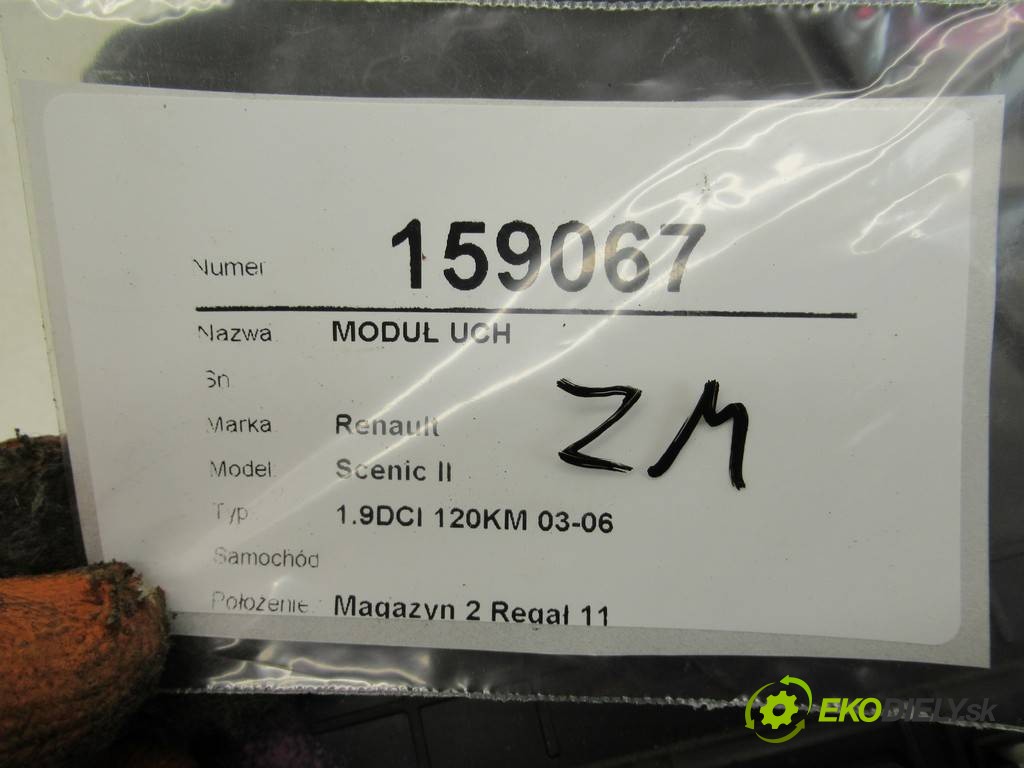 Numer 159067
Nazwa MODUŁ UCH
Sn
Marka Renault
Model Scenic II
Typ 1.9DCI 120KM 03-06
Samochód
Położenie Magazyn 2 Regał 11
ZM
EKODIELY.sk